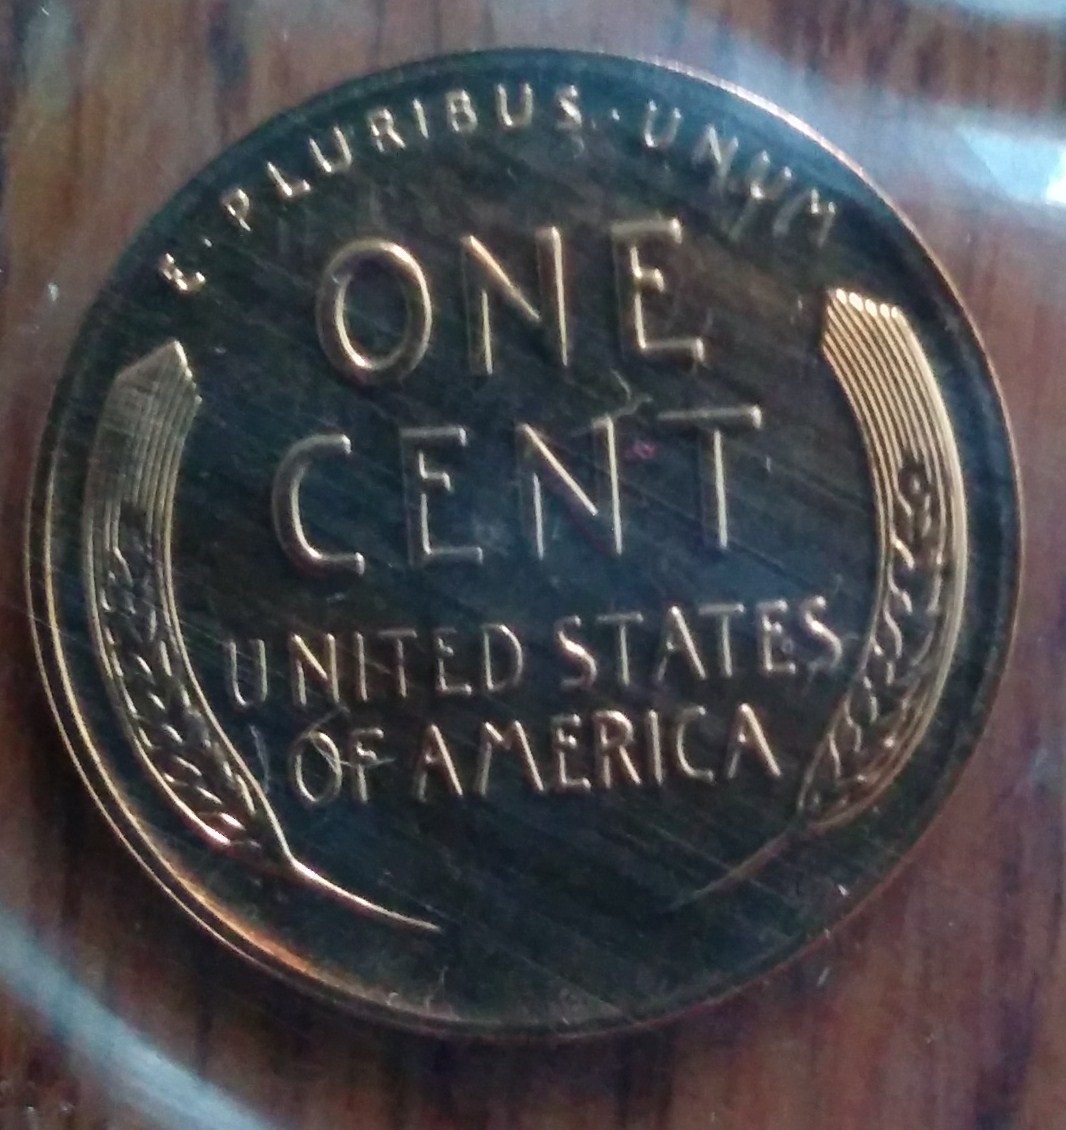 E · PLURIBUS · UNUM
ONE
CENT
UNITED STATES
OF AMERICA